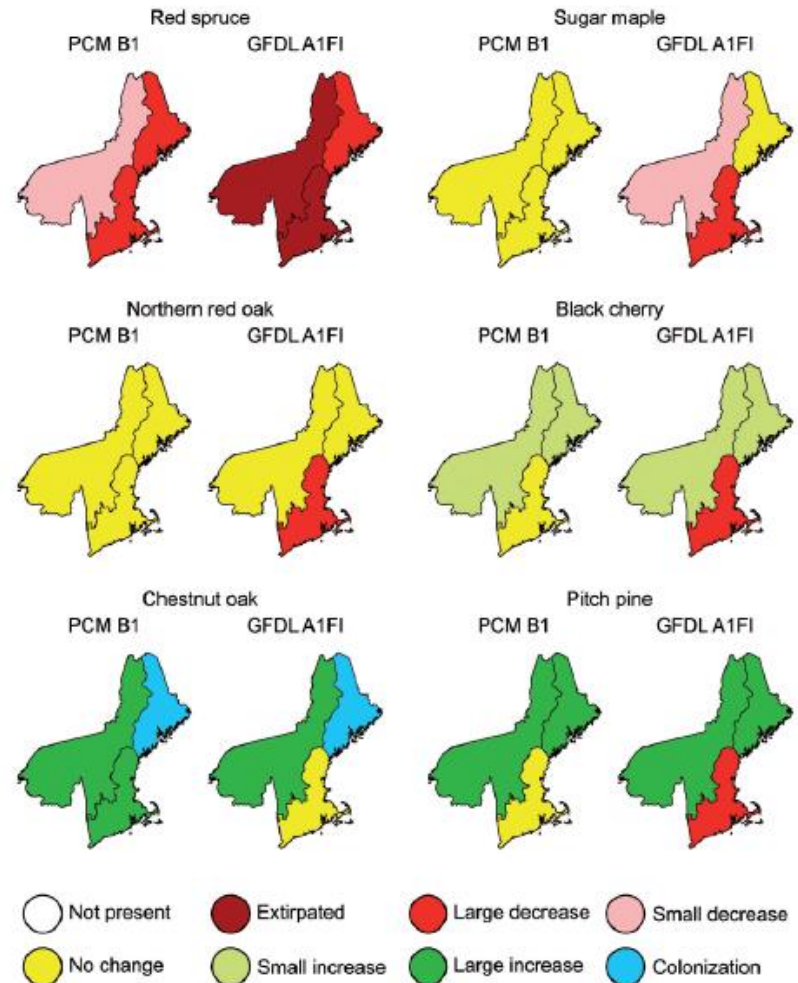 Red spruce
Sugar maple
PCM B1
GFDL A1FI
PCM B1
GFDL A1FI
Northern red oak
Black cherry
PCM B1
GFDL A1FI
PCM B1
GFDL A1FI
Chestnut oak
Pitch pine
PCM B1
GFDL A1FI
PCM B1
GFDL A1FI
Not present
Extirpated
Large decrease
Small decrease
No change
Small increase
Large increase
Colonization